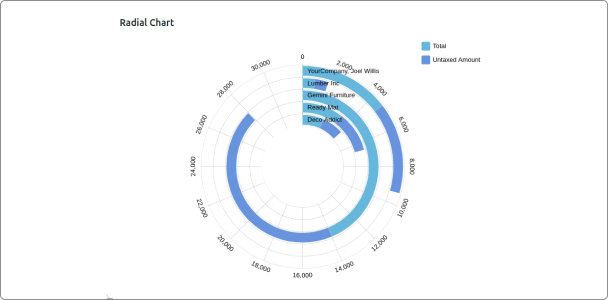 Radial Chart
Total
Untaxed Amount
0
2,000
4,000
6,000
8,000
10,000
12,000
14,000
16,000
18,000
20,000
22,000
24,000
26,000
28,000
30,000
YourCompany, Joel Willis
Lumber Inc
Gemini Furniture
Ready Mat
Deco Addict